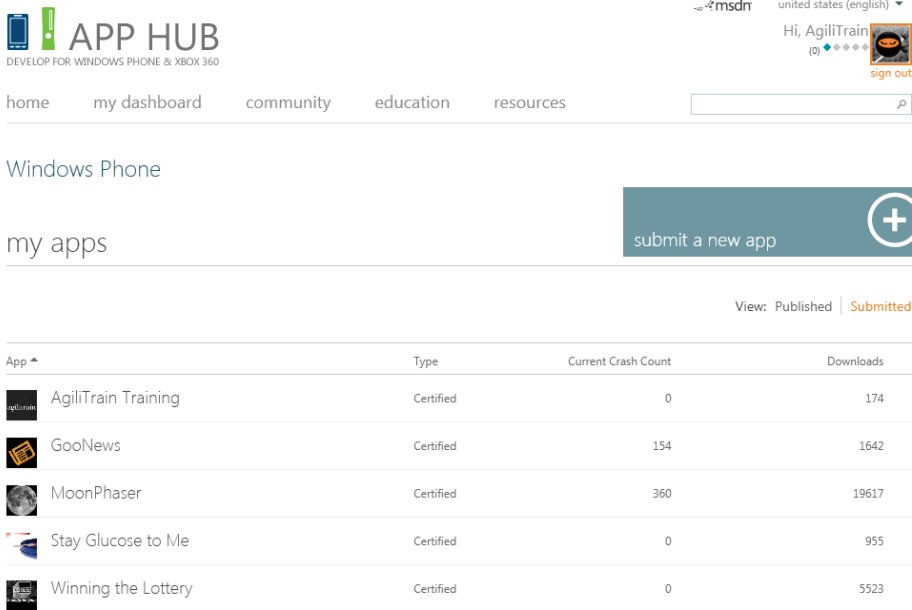 msdn
united states (english)
APP HUB
DEVELOP FOR WINDOWS PHONE & XBOX 360
Hi, AgiliTrain
(0)
sign out
home my dashboard community education resources
Windows Phone
my apps
submit a new app
View: Published Submitted
App Type Current Crash Count Downloads
agilitrain
AgiliTrain Training Certified 0 174
GooNews Certified 154 1642
MoonPhaser Certified 360 19617
Stay Glucose to Me Certified 0 955
Winning the Lottery Certified 0 5523